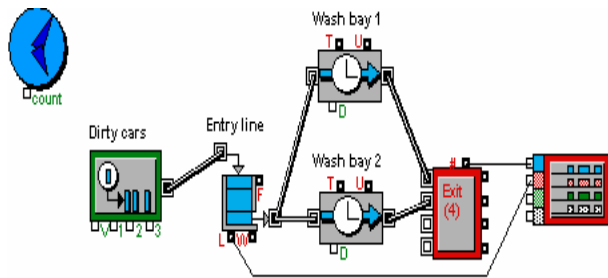 Wash bay 1
T U
D
count
Dirty cars
V 1 2 3
Entry line
F
L W
Wash bay 2
T U
D
#
Exit
(4)